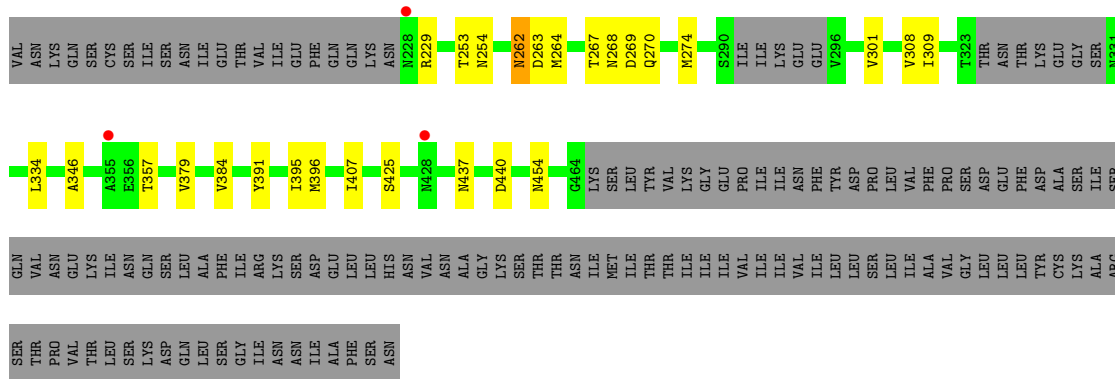 VAL ASN LYS GLN SER CYS SER ILE SER ASN ILE GLU THR VAL ILE GLU PHE GLN GLN LYS ASN N228 R229 T253 N254 N262 D263 M264 T267 N268 D269 Q270 M274 S290 ILE ILE LYS GLU GLU V296 V301 V308 I309 T323 THR ASN THR LYS GLU GLY SER N331
L334 A346 A355 E356 T357 V379 V384 Y391 I395 M396 I407 S425 N428 N437 D440 N454 G464 LYS SER LEU TYR VAL LYS GLY GLU PRO ILE ILE ASN PHE TYR ASP PRO LEU VAL PHE PRO SER ASP GLU PHE ASP ALA SER ILE SER
GLN VAL ASN GLU LYS ILE ASN GLN SER LEU ALA PHE ILE ARG LYS SER ASP GLU LEU LEU HIS ASN VAL ASN ALA GLY LYS SER THR THR ASN ILE MET ILE THR THR ILE ILE ILE VAL ILE ILE VAL ILE LEU LEU SER LEU ILE ALA VAL GLY LEU LEU LEU TYR CYS LYS ALA ARG
SER THR PRO VAL THR LEU SER LYS ASP GLN LEU SER GLY ILE ASN ASN ILE ALA PHE SER ASN